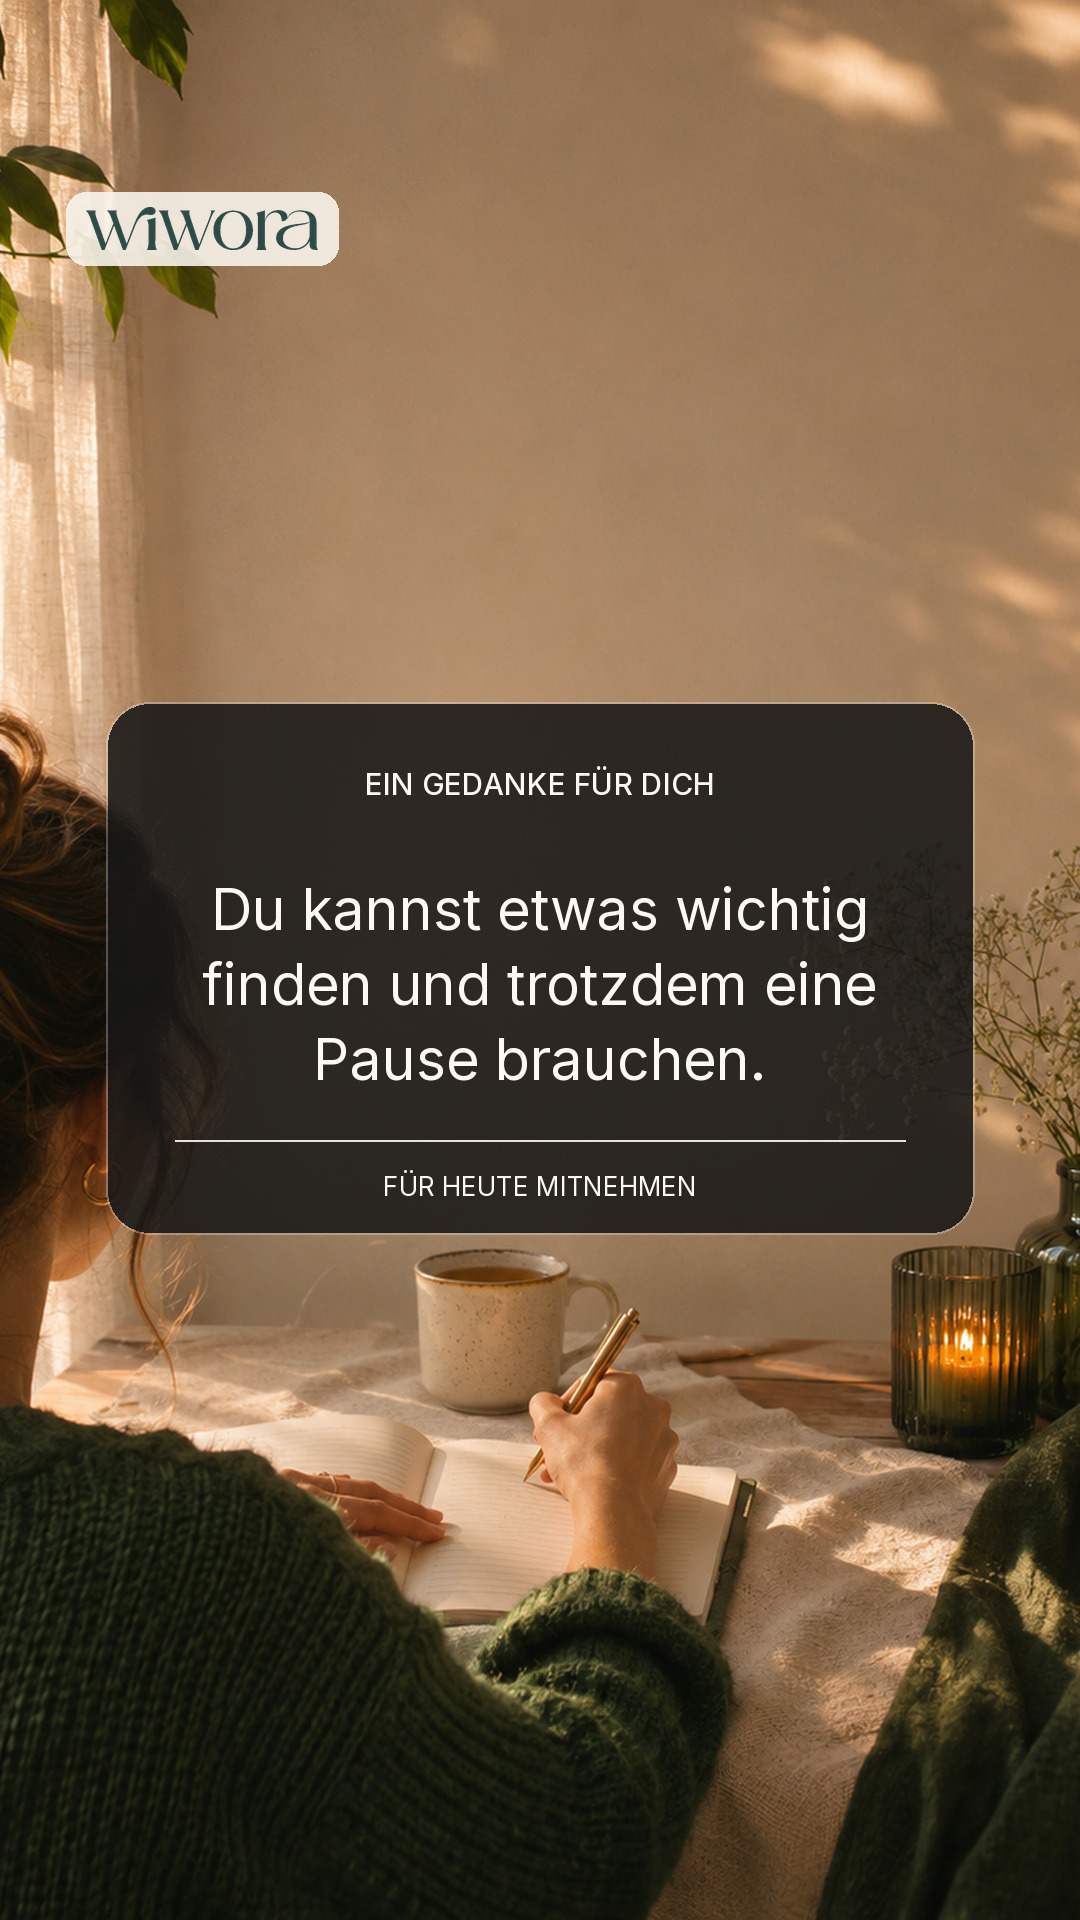 wiwora
EIN GEDANKE FÜR DICH
Du kannst etwas wichtig
finden und trotzdem eine
Pause brauchen.
FÜR HEUTE MITNEHMEN